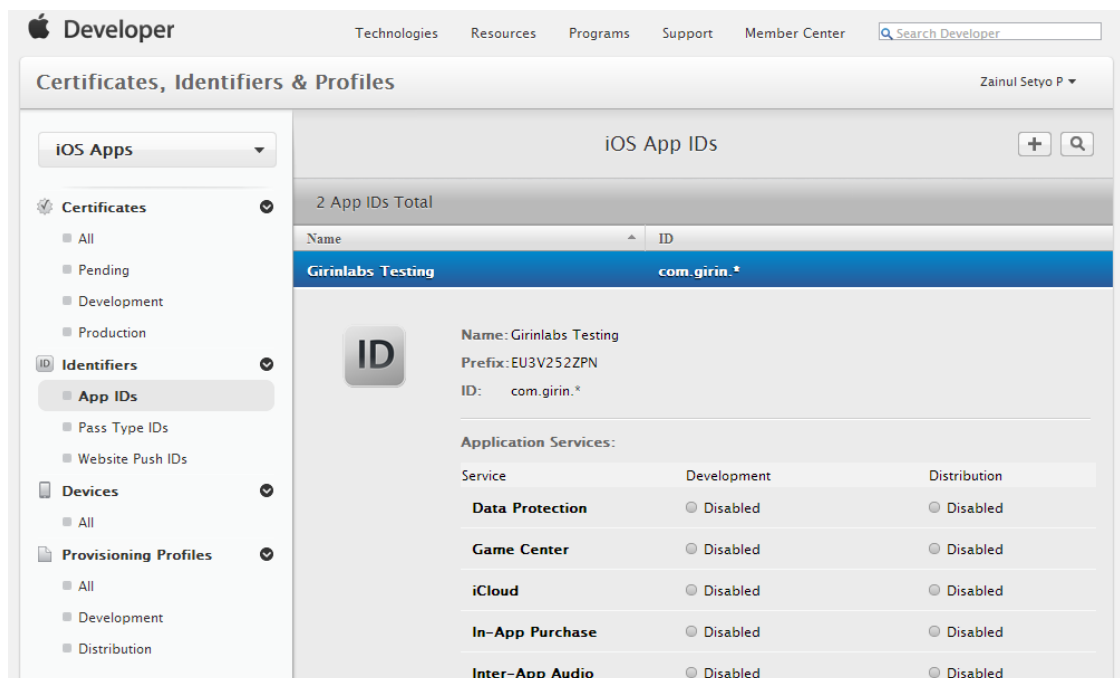 Developer
Technologies Resources Programs Support Member Center Search Developer
Certificates, Identifiers & Profiles
Zainul Setyo P
iOS Apps
iOS App IDs
Certificates
All
Pending
Development
Production
ID Identifiers
App IDs
Pass Type IDs
Website Push IDs
Devices
All
Provisioning Profiles
All
Development
Distribution
2 App IDs Total
Name ID
Girinlabs Testing com.girin.*
ID
Name: Girinlabs Testing
Prefix: EU3V252ZPN
ID: com.girin.*
Application Services:
Service Development Distribution
Data Protection Disabled Disabled
Game Center Disabled Disabled
iCloud Disabled Disabled
In-App Purchase Disabled Disabled
Inter-App Audio Disabled Disabled